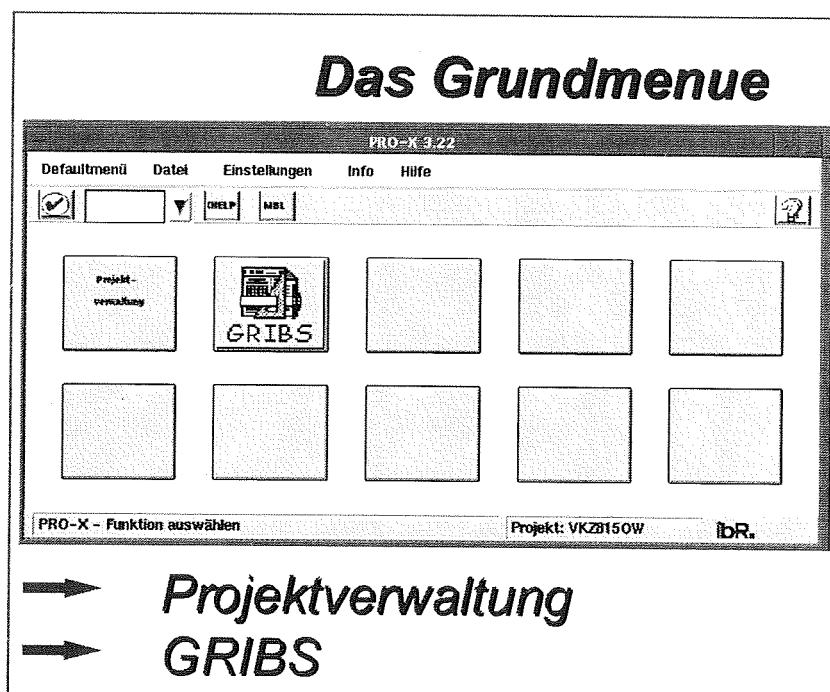 Das Grundmenue
PRO-X 3.22
Defaultmenü Datei Einstellungen Info Hilfe
HELP MBL
Projekt-
verwaltung
GRIBS
PRO-X - Funktion auswählen Projekt: VKZ8150W ibR.
Projektverwaltung
GRIBS